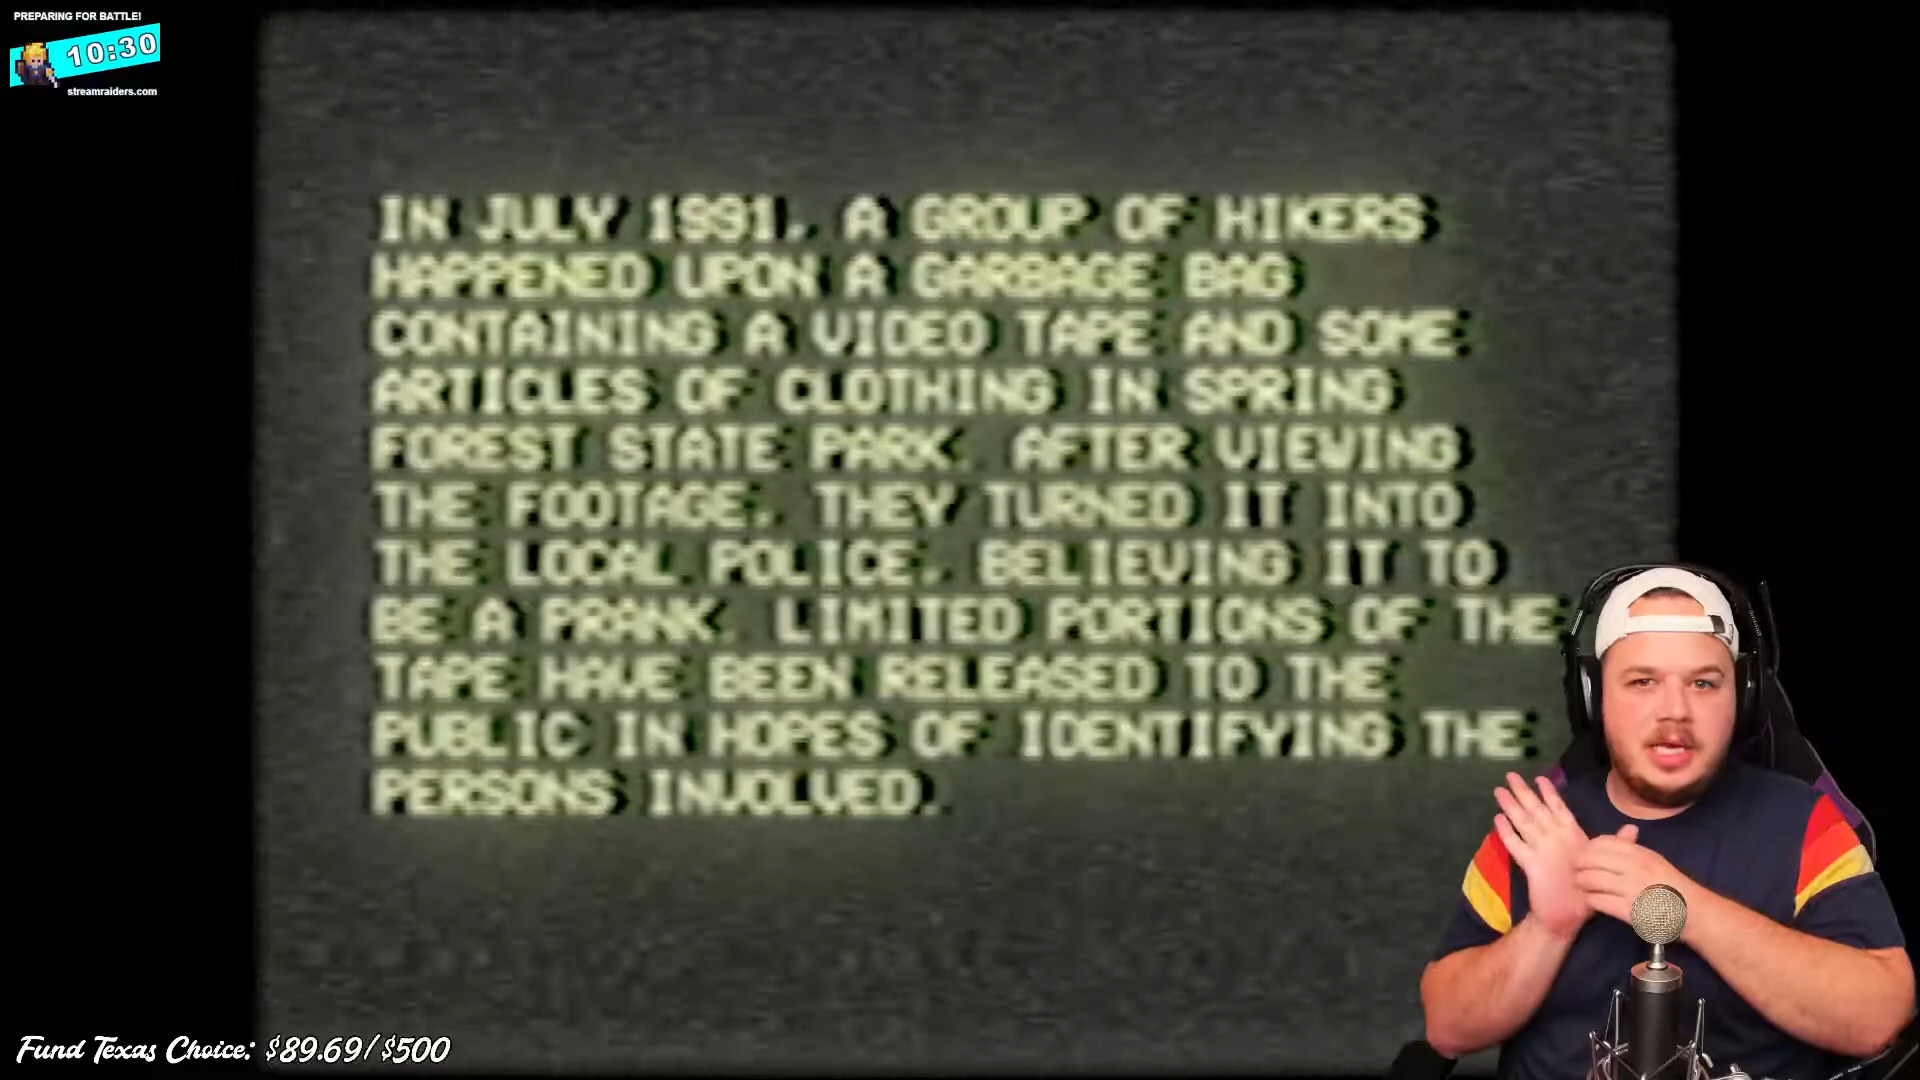 PREPARING FOR BATTLE!
10:30
streamraiders.com
IN JULY 1991, A GROUP OF HIKERS
HAPPENED UPON A GARBAGE BAG
CONTAINING A VIDEO TAPE AND SOME
ARTICLES OF CLOTHING IN SPRING
FOREST STATE PARK. AFTER VIEWING
THE FOOTAGE, THEY TURNED IT INTO
THE LOCAL POLICE, BELIEVING IT TO
BE A PRANK. LIMITED PORTIONS OF THE
TAPE HAVE BEEN RELEASED TO THE
PUBLIC IN HOPES OF IDENTIFYING THE
PERSONS INVOLVED.
Fund Texas Choice: $89.69/$500